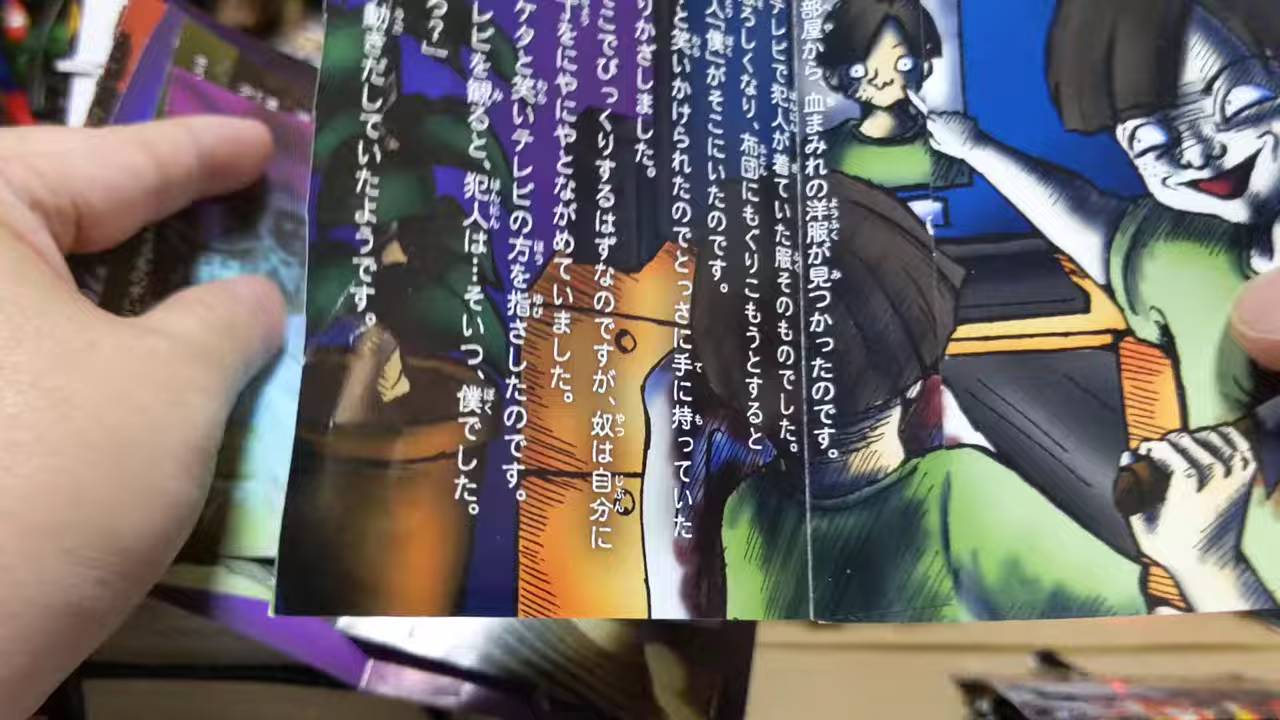 部屋から、血まみれの洋服が見つかったのです。
テレビで犯人が着ていた服そのものでした。
ろしくなり、布団にもぐりこもうとすると
人「僕」がそこにいたのです。
と笑いかけられたのでとっさに手に持っていた
りかざしました。
ここでびっくりするはずなのですが、奴は自分に
をにやにやとながめていました。
ケタと笑いテレビの方を指さしたのです。
レビを観ると、犯人は…そいつ、僕でした。
ろ?」
動きだしていたようです。